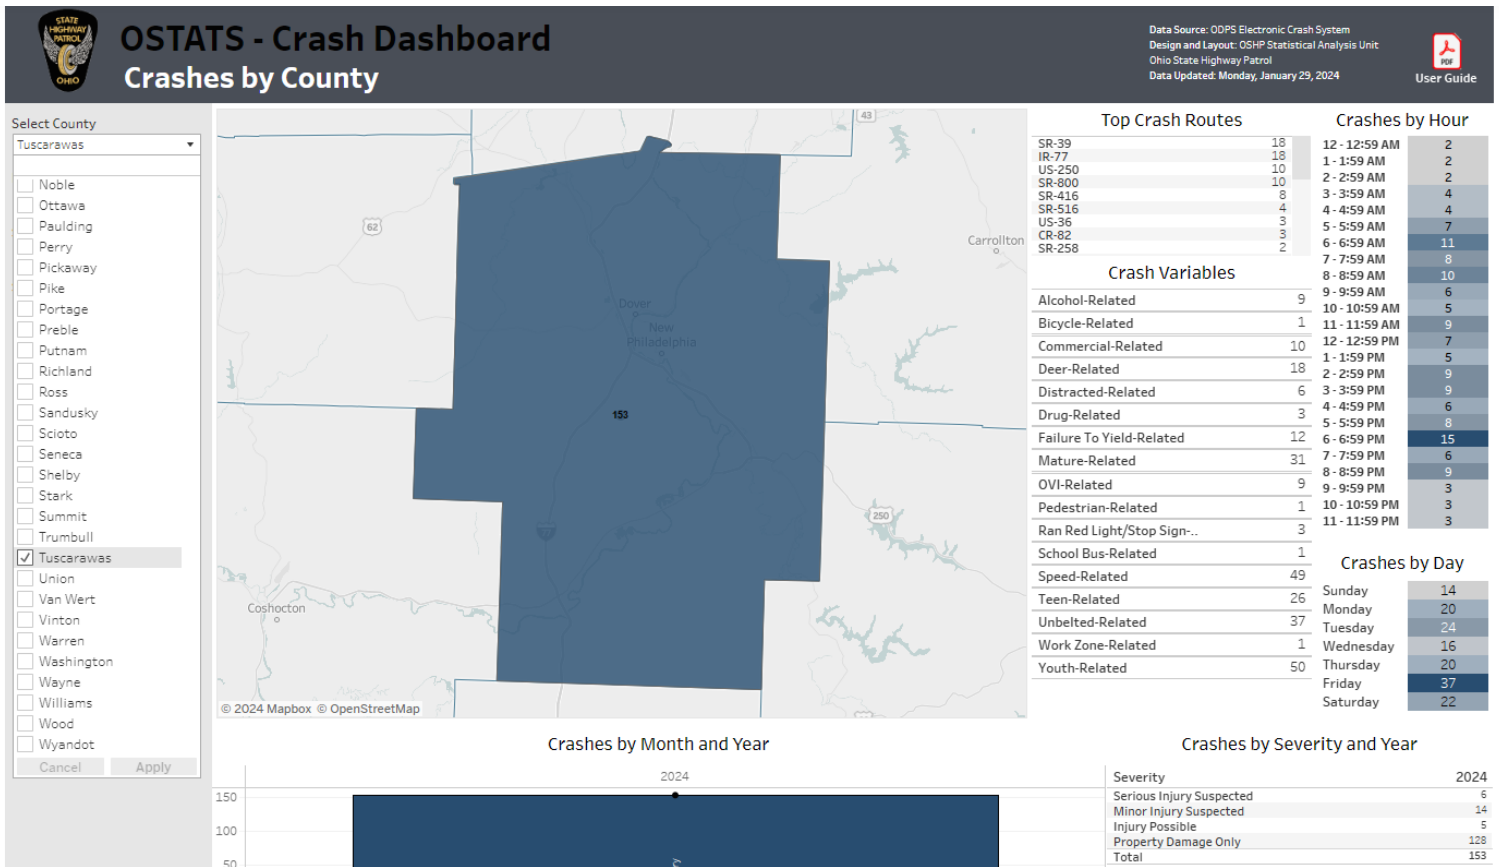 STATE
HIGHWAY
PATROL
OHIO
OSTATS - Crash Dashboard
Crashes by County
Data Source: ODPS Electronic Crash System
Design and Layout: OSHP Statistical Analysis Unit
Ohio State Highway Patrol
Data Updated: Monday, January 29, 2024
PDF
User Guide
Select County
Tuscarawas
Noble
Ottawa
Paulding
Perry
Pickaway
Pike
Portage
Preble
Putnam
Richland
Ross
Sandusky
Scioto
Seneca
Shelby
Stark
Summit
Trumbull
Tuscarawas
Union
Van Wert
Vinton
Warren
Washington
Wayne
Williams
Wood
Wyandot
Cancel Apply
43
62
Carrollton
Dover
New
Philadelphia
153
250
77
Coshocton
© 2024 Mapbox © OpenStreetMap
Top Crash Routes
SR-39 18
IR-77 18
US-250 10
SR-800 10
SR-416 8
SR-516 4
US-36 3
CR-82 3
SR-258 2
Crash Variables
Alcohol-Related 9
Bicycle-Related 1
Commercial-Related 10
Deer-Related 18
Distracted-Related 6
Drug-Related 3
Failure To Yield-Related 12
Mature-Related 31
OVI-Related 9
Pedestrian-Related 1
Ran Red Light/Stop Sign-.. 3
School Bus-Related 1
Speed-Related 49
Teen-Related 26
Unbelted-Related 37
Work Zone-Related 1
Youth-Related 50
Crashes by Hour
12 - 12:59 AM 2
1 - 1:59 AM 2
2 - 2:59 AM 2
3 - 3:59 AM 4
4 - 4:59 AM 4
5 - 5:59 AM 7
6 - 6:59 AM 11
7 - 7:59 AM 8
8 - 8:59 AM 10
9 - 9:59 AM 6
10 - 10:59 AM 5
11 - 11:59 AM 9
12 - 12:59 PM 7
1 - 1:59 PM 5
2 - 2:59 PM 9
3 - 3:59 PM 9
4 - 4:59 PM 6
5 - 5:59 PM 8
6 - 6:59 PM 15
7 - 7:59 PM 6
8 - 8:59 PM 9
9 - 9:59 PM 3
10 - 10:59 PM 3
11 - 11:59 PM 3
Crashes by Day
Sunday 14
Monday 20
Tuesday 24
Wednesday 16
Thursday 20
Friday 37
Saturday 22
Crashes by Month and Year
2024
150
100
50
Crashes by Severity and Year
Severity 2024
Serious Injury Suspected 6
Minor Injury Suspected 14
Injury Possible 5
Property Damage Only 128
Total 153